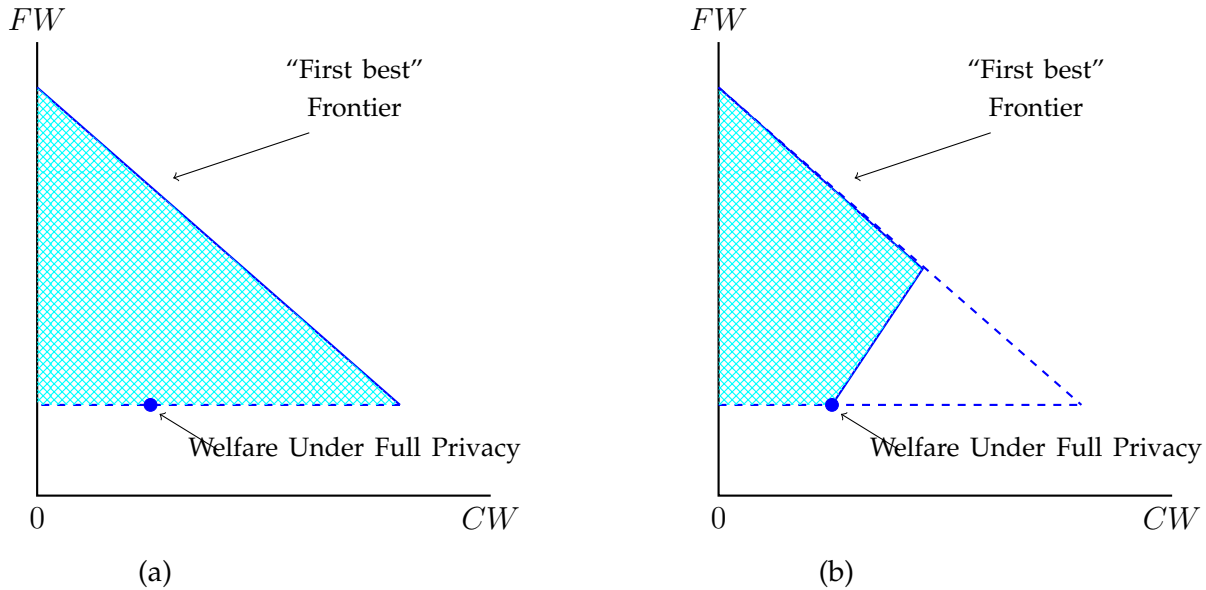 FW
“First best”
Frontier
Welfare Under Full Privacy
0
CW
(a)
FW
“First best”
Frontier
Welfare Under Full Privacy
0
CW
(b)